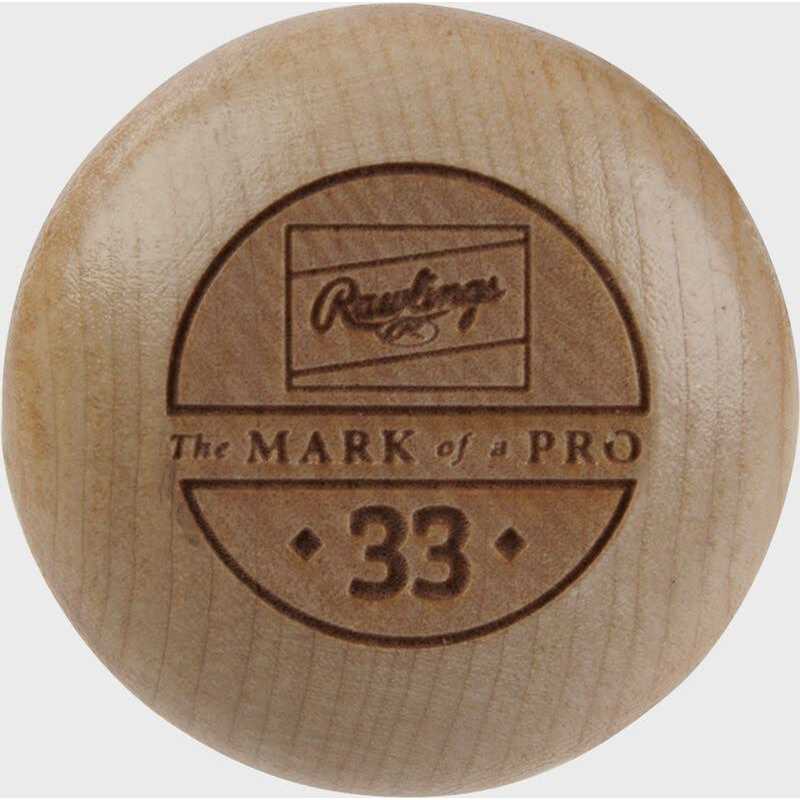 Rawlings
The MARK of a PRO
33